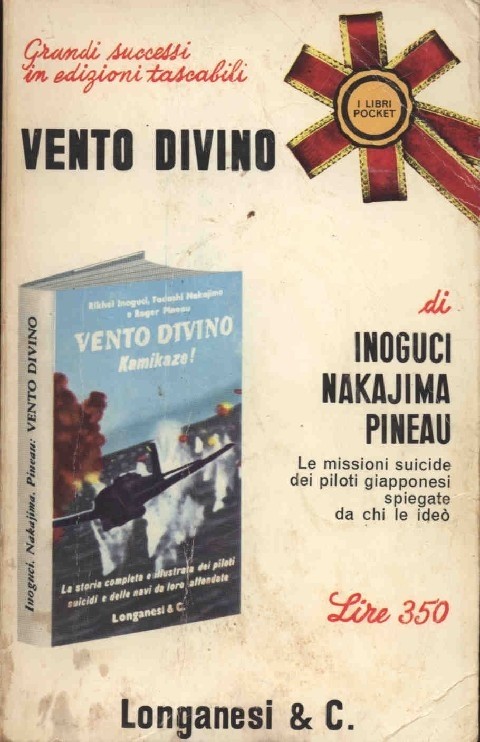 Grandi successi
in edizioni tascabili
I LIBRI
POCKET
VENTO DIVINO
di
INOGUCI
NAKAJIMA
PINEAU
Le missioni suicide
dei piloti giapponesi
spiegate
da chi le ideò
Inoguci, Nakajima, Pineau: VENTO DIVINO
Rikhei Inoguci, Tadashi Nakajima
e Roger Pineau
VENTO DIVINO
Kamikaze!
La storia completa e illustrata dei piloti
suicidi e delle navi da loro affondate
Longanesi & C.
Lire 350
Longanesi & C.